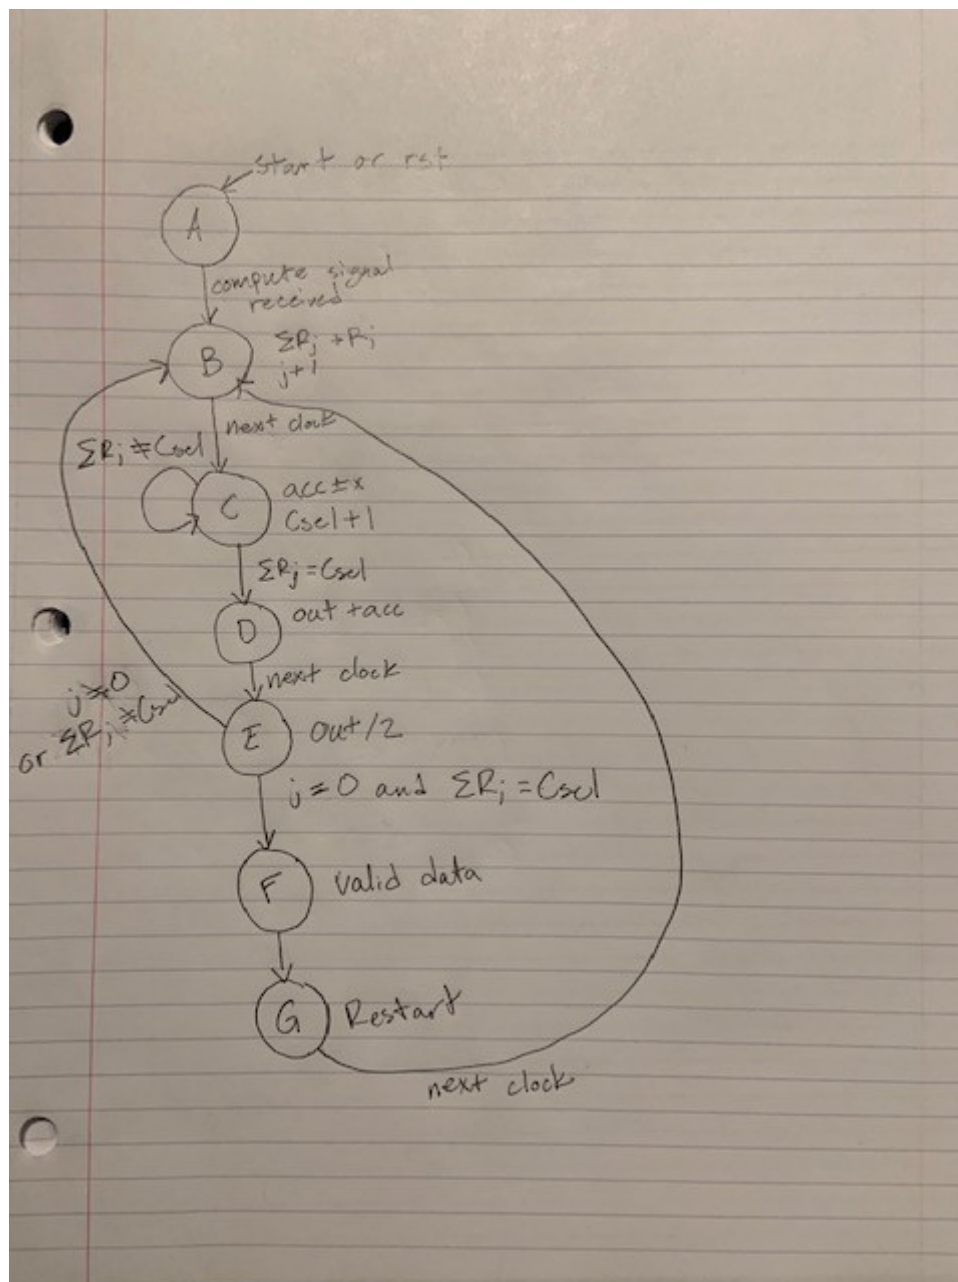 Start or rst
A
compute signal
received
B
ΣRj + Rj
j+1
next clock
ΣRj ≠ Csel
C
acc ± x
Csel+1
ΣRj = Csel
D
out + acc
next clock
j ≠ 0
or ΣRj ≠ Csel
E
out/2
j = 0 and ΣRj = Csel
F
valid data
G
Restart
next clock